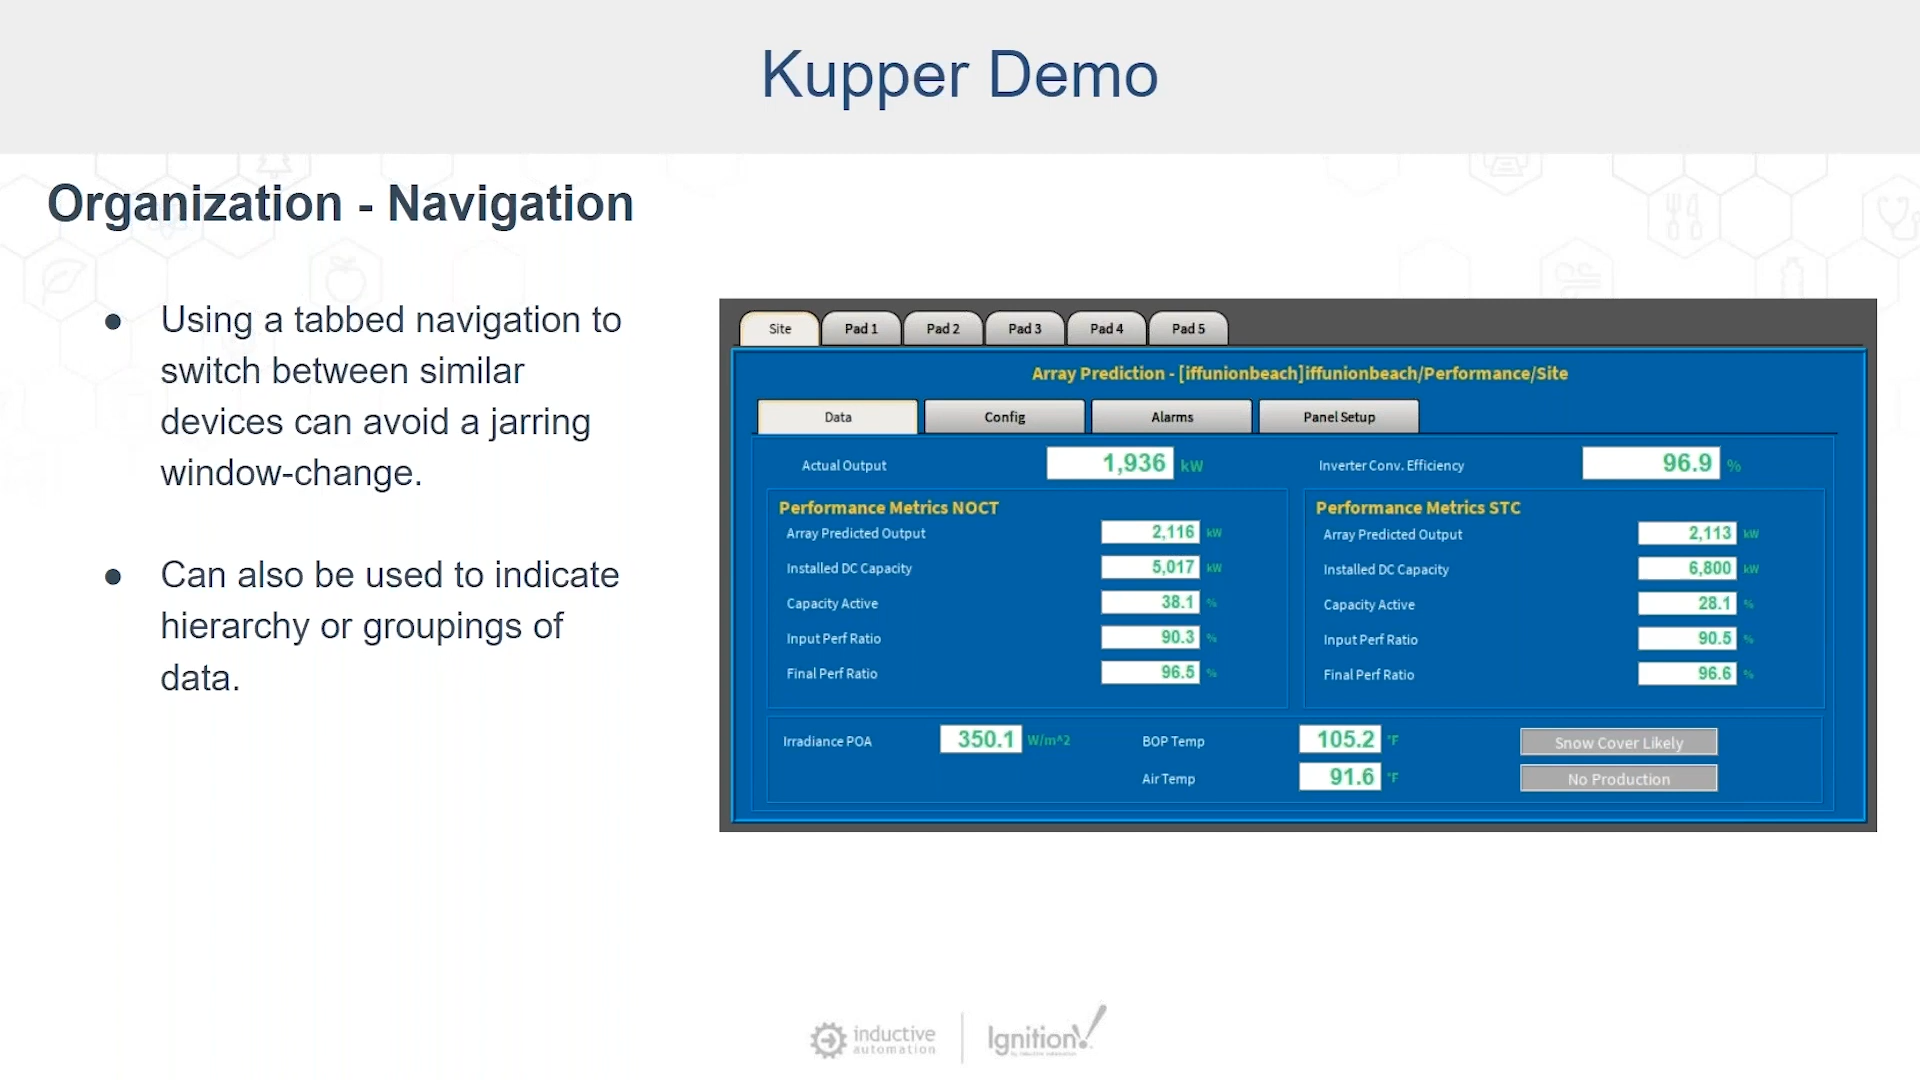 Kupper Demo
Organization - Navigation
● Using a tabbed navigation to
switch between similar
devices can avoid a jarring
window-change.
● Can also be used to indicate
hierarchy or groupings of
data.
Site Pad 1 Pad 2 Pad 3 Pad 4 Pad 5
Array Prediction - [iffunionbeach]iffunionbeach/Performance/Site
Data Config Alarms Panel Setup
Actual Output 1,936 kW Inverter Conv. Efficiency 96.9 %
Performance Metrics NOCT
Array Predicted Output 2,116 kW
Installed DC Capacity 5,017 kW
Capacity Active 38.1 %
Input Perf Ratio 90.3 %
Final Perf Ratio 96.5 %
Performance Metrics STC
Array Predicted Output 2,113 kW
Installed DC Capacity 6,800 kW
Capacity Active 28.1 %
Input Perf Ratio 90.5 %
Final Perf Ratio 96.6 %
Irradiance POA 350.1 W/m^2 BOP Temp 105.2 °F Snow Cover Likely
Air Temp 91.6 °F No Production
inductive
automation
Ignition!
by inductive automation